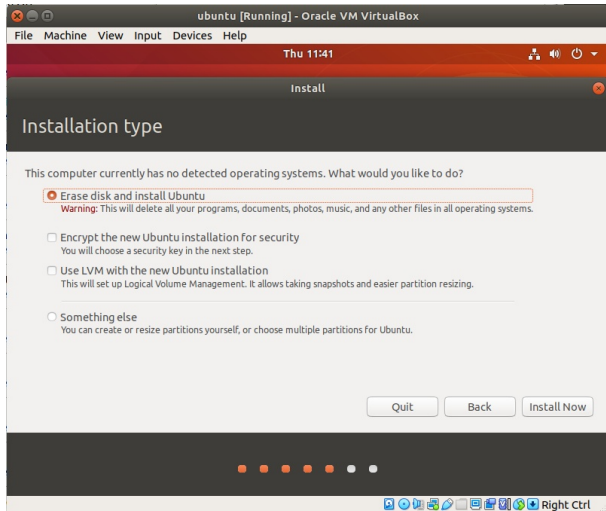 ubuntu [Running] - Oracle VM VirtualBox
File Machine View Input Devices Help
Thu 11:41
Install
Installation type
This computer currently has no detected operating systems. What would you like to do?
Erase disk and install Ubuntu
Warning: This will delete all your programs, documents, photos, music, and any other files in all operating systems.
Encrypt the new Ubuntu installation for security
You will choose a security key in the next step.
Use LVM with the new Ubuntu installation
This will set up Logical Volume Management. It allows taking snapshots and easier partition resizing.
Something else
You can create or resize partitions yourself, or choose multiple partitions for Ubuntu.
Quit Back Install Now
Right Ctrl